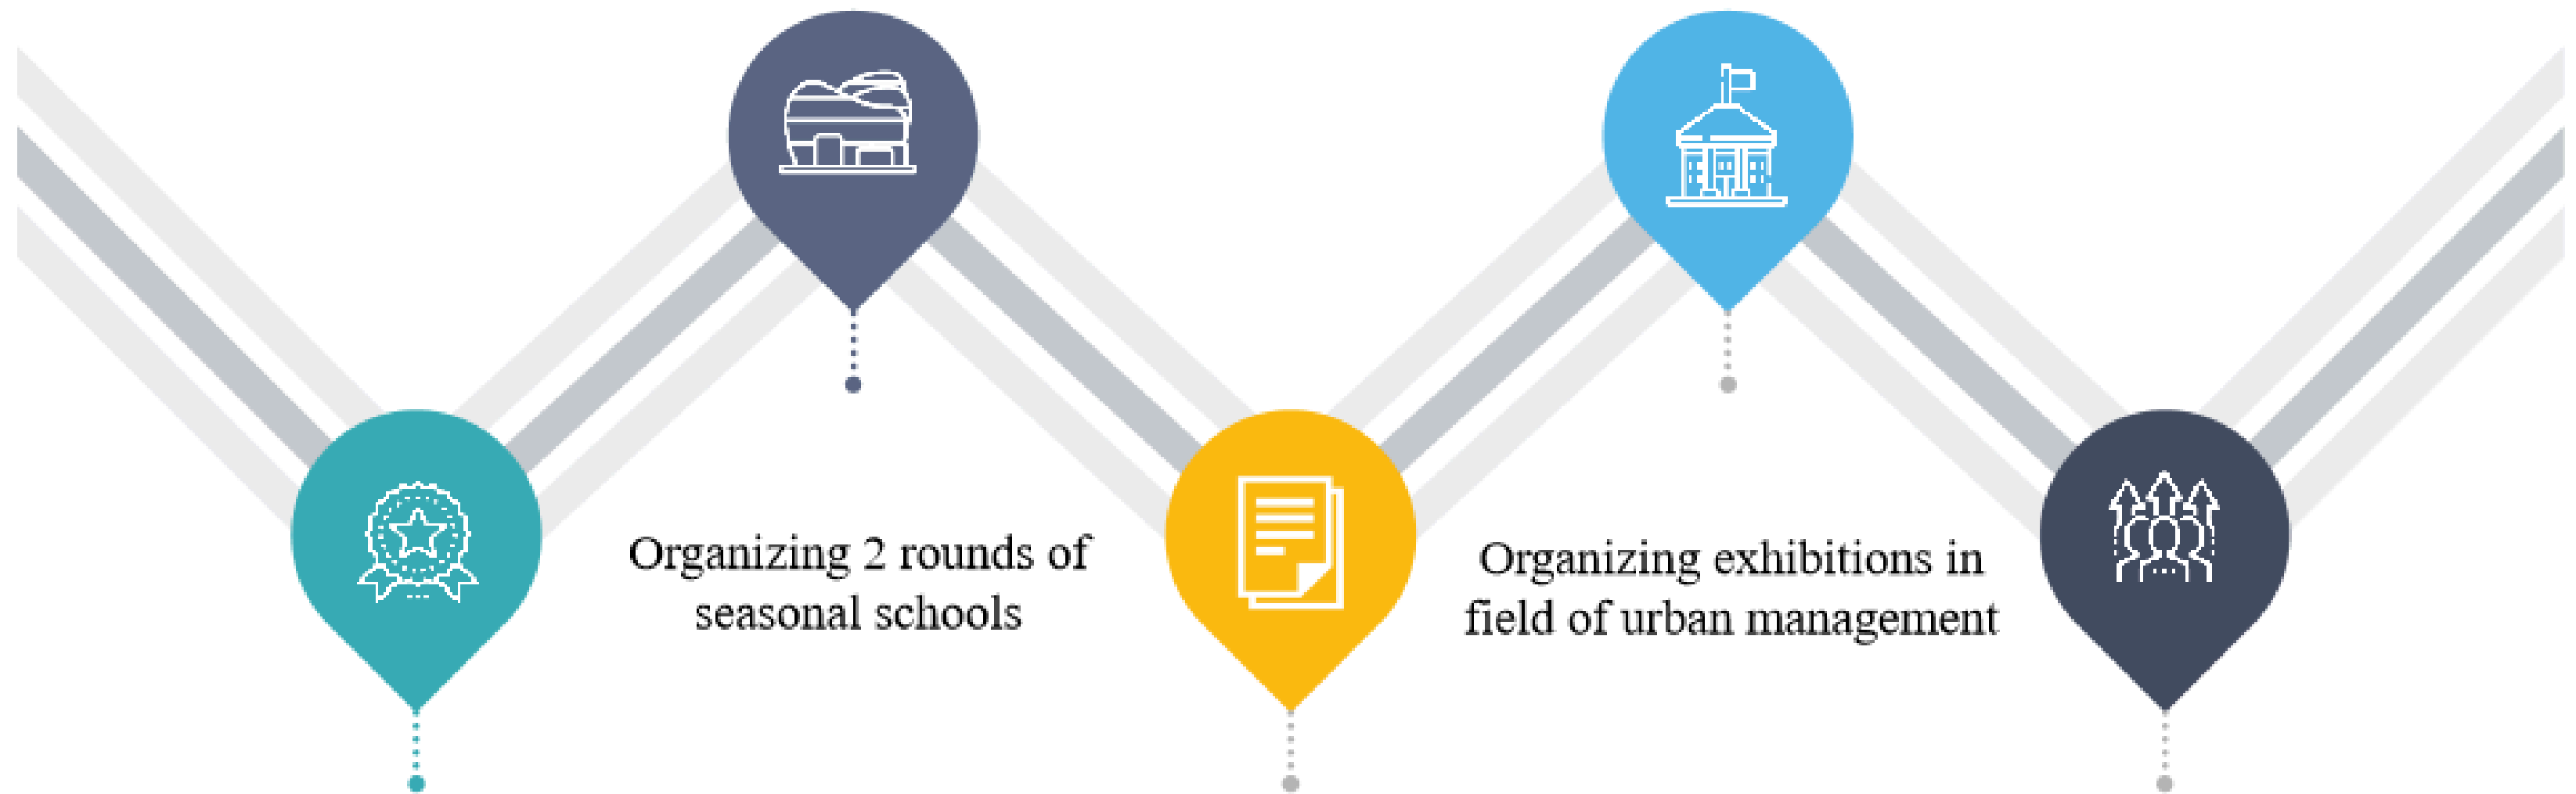 Organizing 2 rounds of
seasonal schools
Organizing exhibitions in
field of urban management